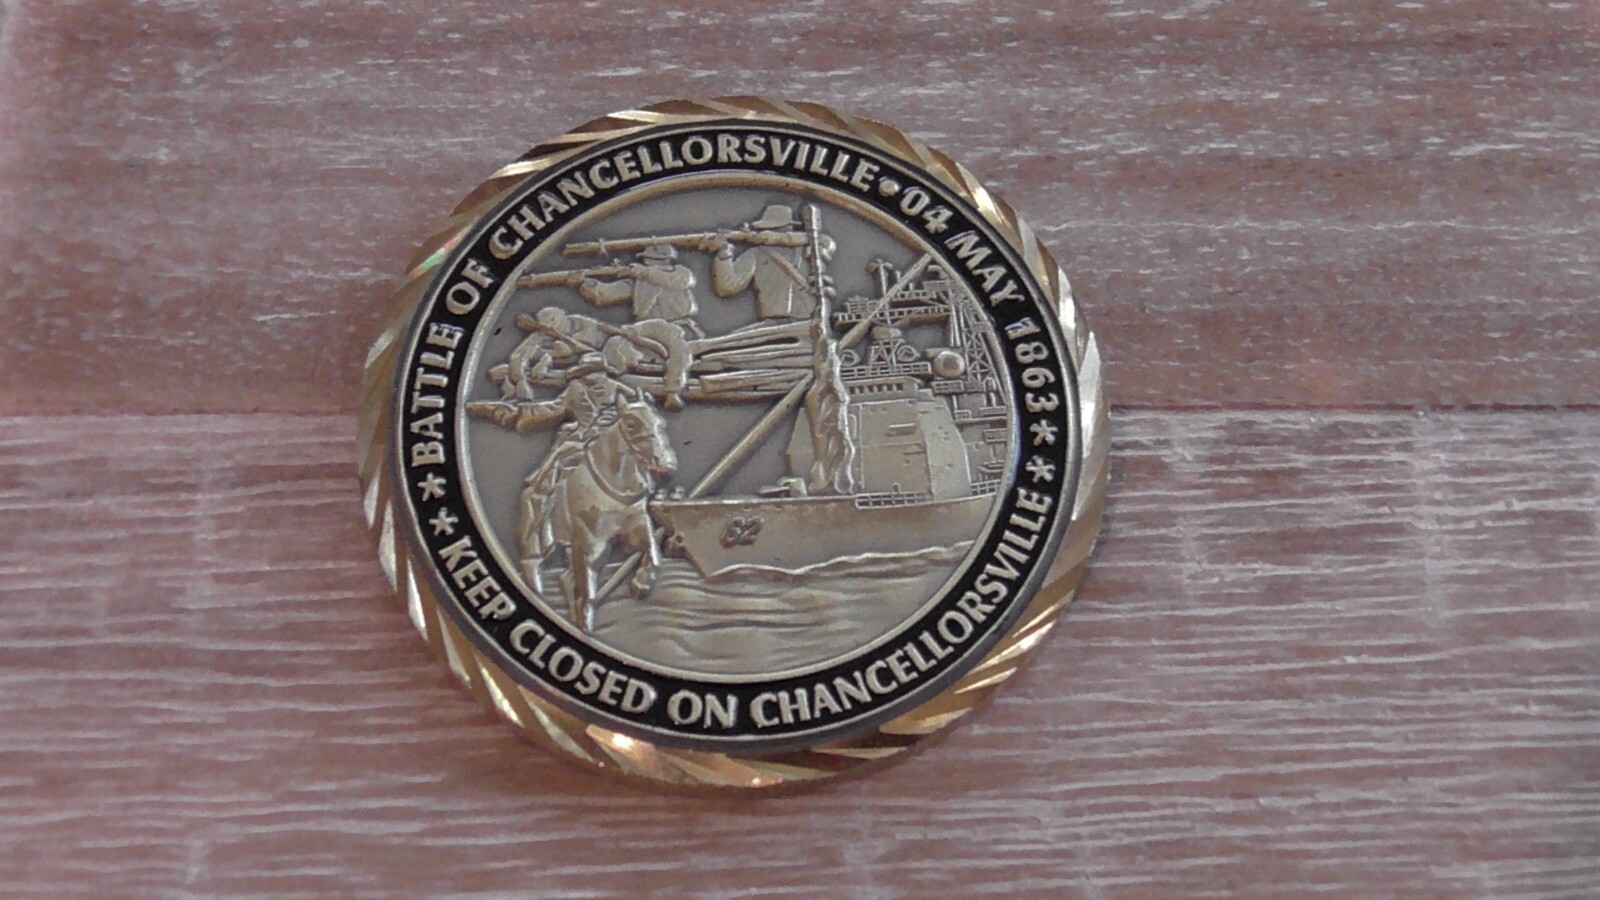 ★ BATTLE OF CHANCELLORSVILLE • 04 MAY 1863 ★
★ KEEP CLOSED ON CHANCELLORSVILLE ★
62